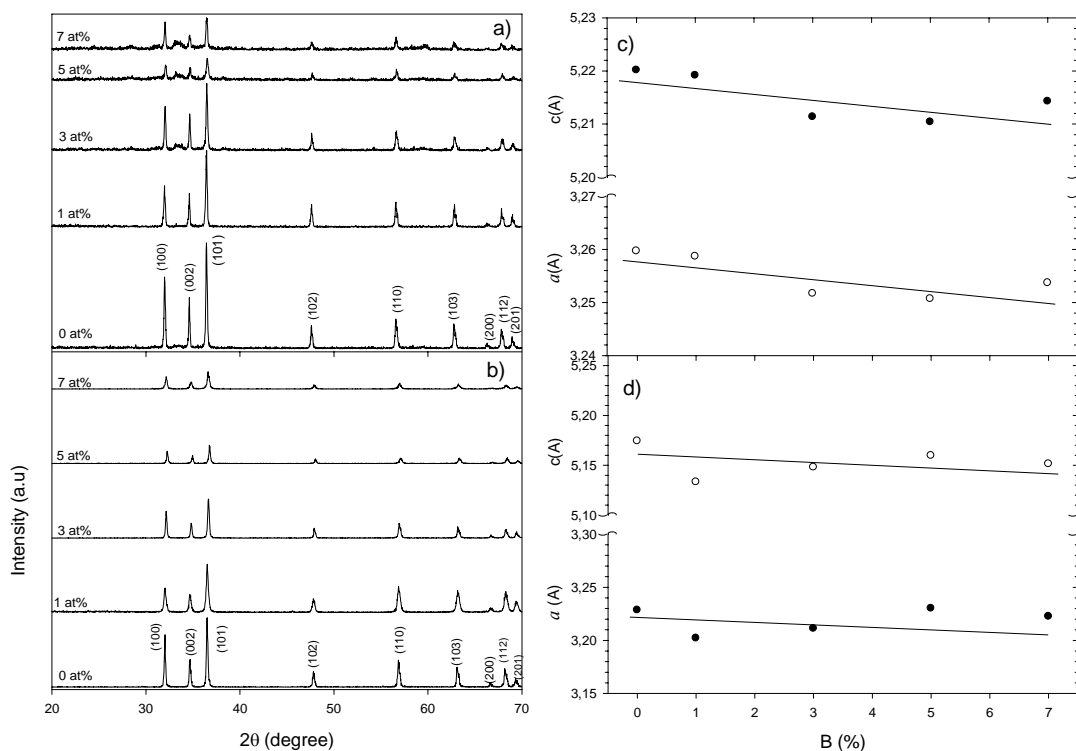 a)
7 at%
5 at%
3 at%
1 at%
0 at%
(100)
(002)
(101)
(102)
(110)
(103)
(200)
(112)
(201)
b)
7 at%
5 at%
3 at%
1 at%
0 at%
(100)
(002)
(101)
(102)
(110)
(103)
(200)
(112)
(201)
20 30 40 50 60 70
2θ (degree)
Intensity (a.u)
c)
5,23
5,22
5,21
5,20
c(A)
3,27
3,26
3,25
3,24
a(A)
d)
5,25
5,20
5,15
5,10
c(A)
3,30
3,25
3,20
3,15
a (A)
0 1 2 3 4 5 6 7
B (%)